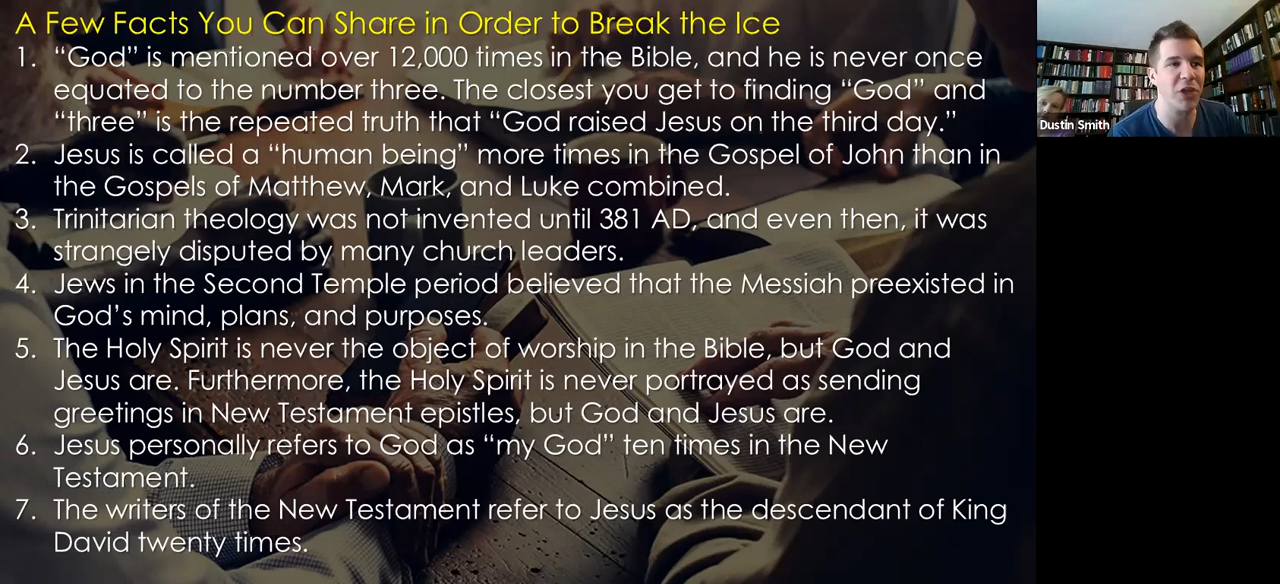 A Few Facts You Can Share in Order to Break the Ice
1. “God” is mentioned over 12,000 times in the Bible, and he is never once
equated to the number three. The closest you get to finding “God” and
“three” is the repeated truth that “God raised Jesus on the third day.”
2. Jesus is called a “human being” more times in the Gospel of John than in
the Gospels of Matthew, Mark, and Luke combined.
3. Trinitarian theology was not invented until 381 AD, and even then, it was
strangely disputed by many church leaders.
4. Jews in the Second Temple period believed that the Messiah preexisted in
God’s mind, plans, and purposes.
5. The Holy Spirit is never the object of worship in the Bible, but God and
Jesus are. Furthermore, the Holy Spirit is never portrayed as sending
greetings in New Testament epistles, but God and Jesus are.
6. Jesus personally refers to God as “my God” ten times in the New
Testament.
7. The writers of the New Testament refer to Jesus as the descendant of King
David twenty times.
Dustin Smith